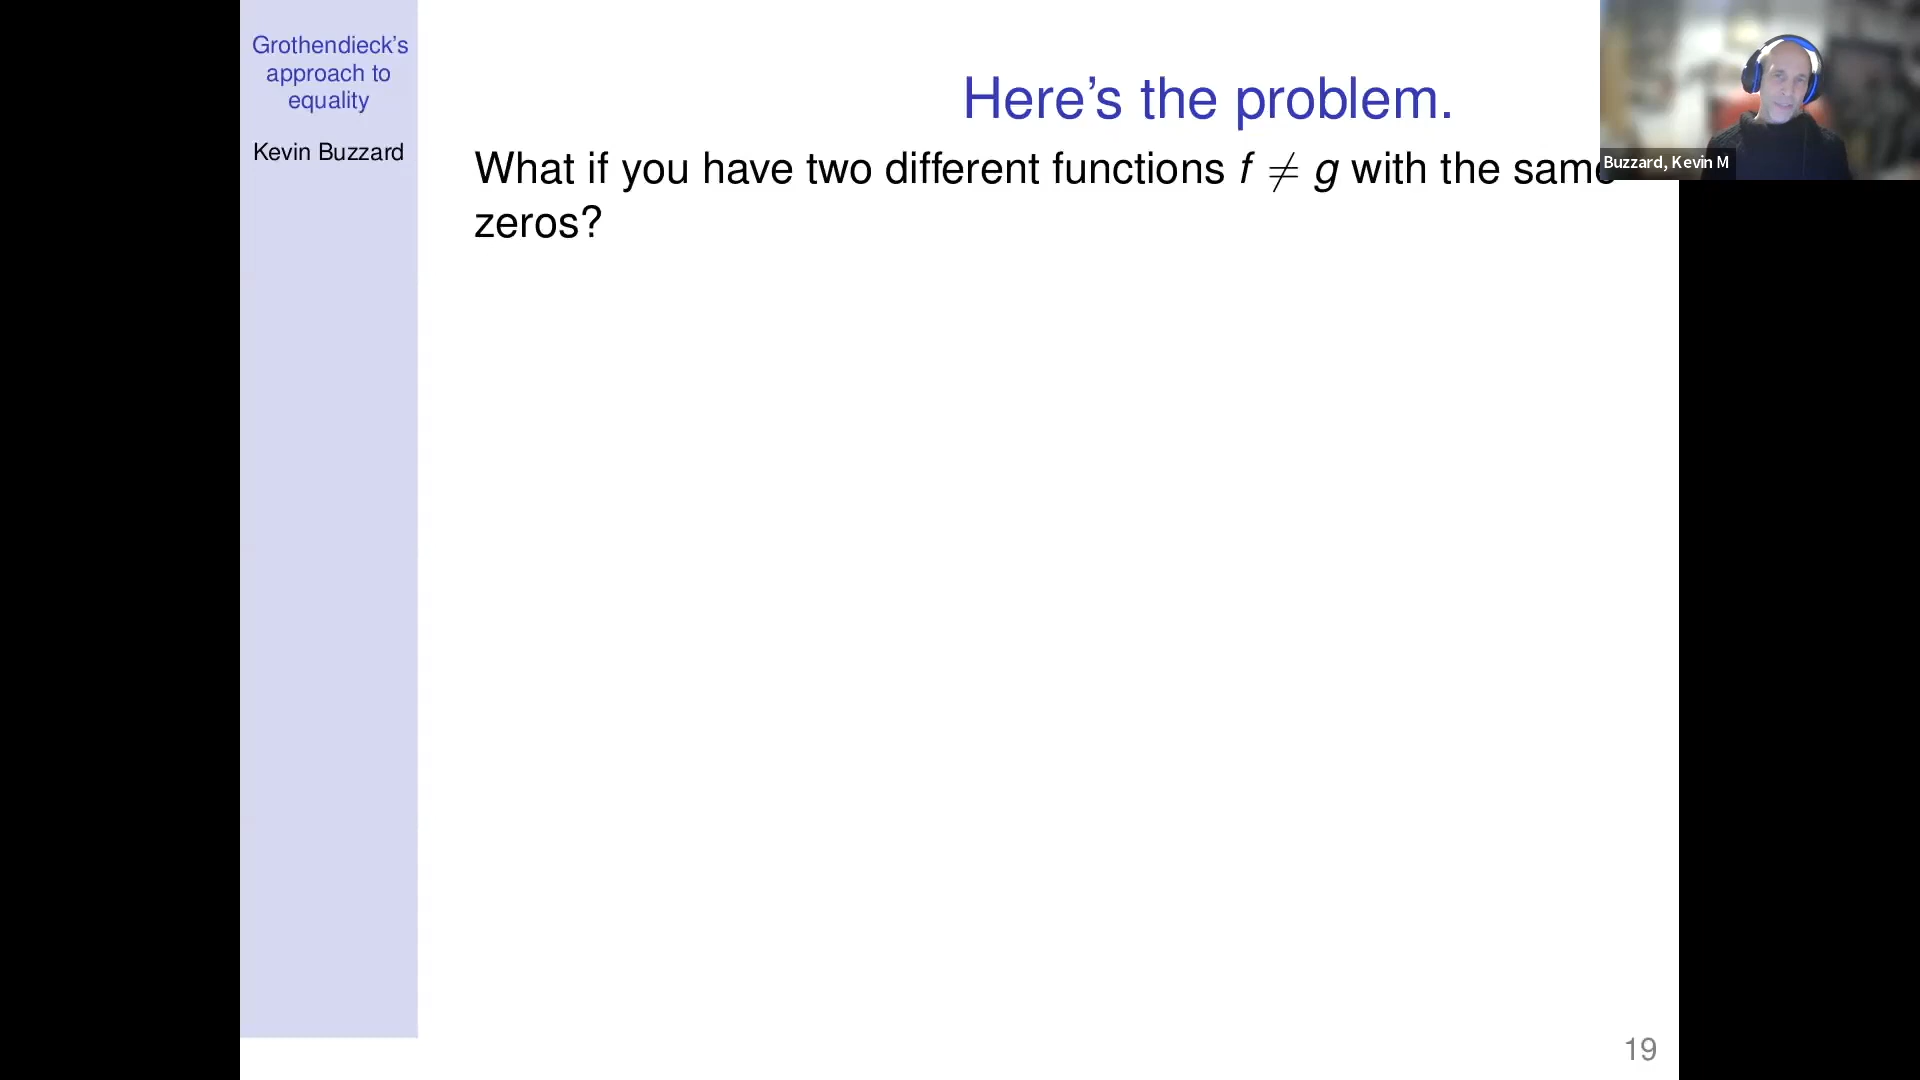 Grothendieck's
approach to
equality
Kevin Buzzard
Here's the problem.
What if you have two different functions f ≠ g with the same
zeros?
Buzzard, Kevin M
19